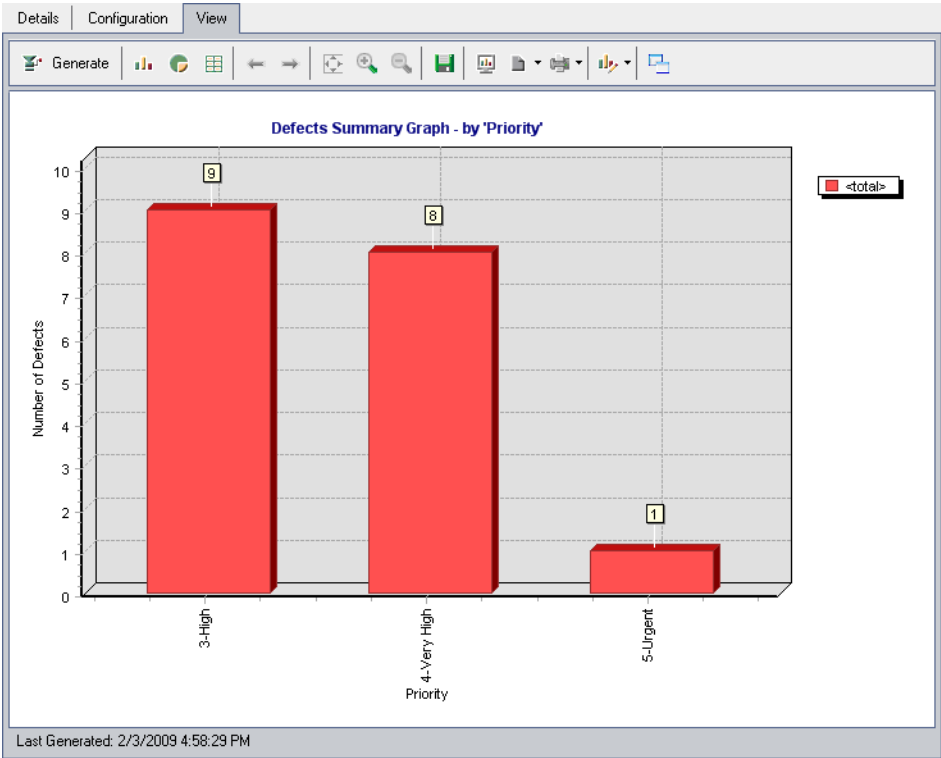 Details Configuration View
Generate
Defects Summary Graph - by 'Priority'
<total>
10
9
8
7
6
5
4
3
2
1
0
Number of Defects
9
8
1
3-High
4-Very High
5-Urgent
Priority
Last Generated: 2/3/2009 4:58:29 PM